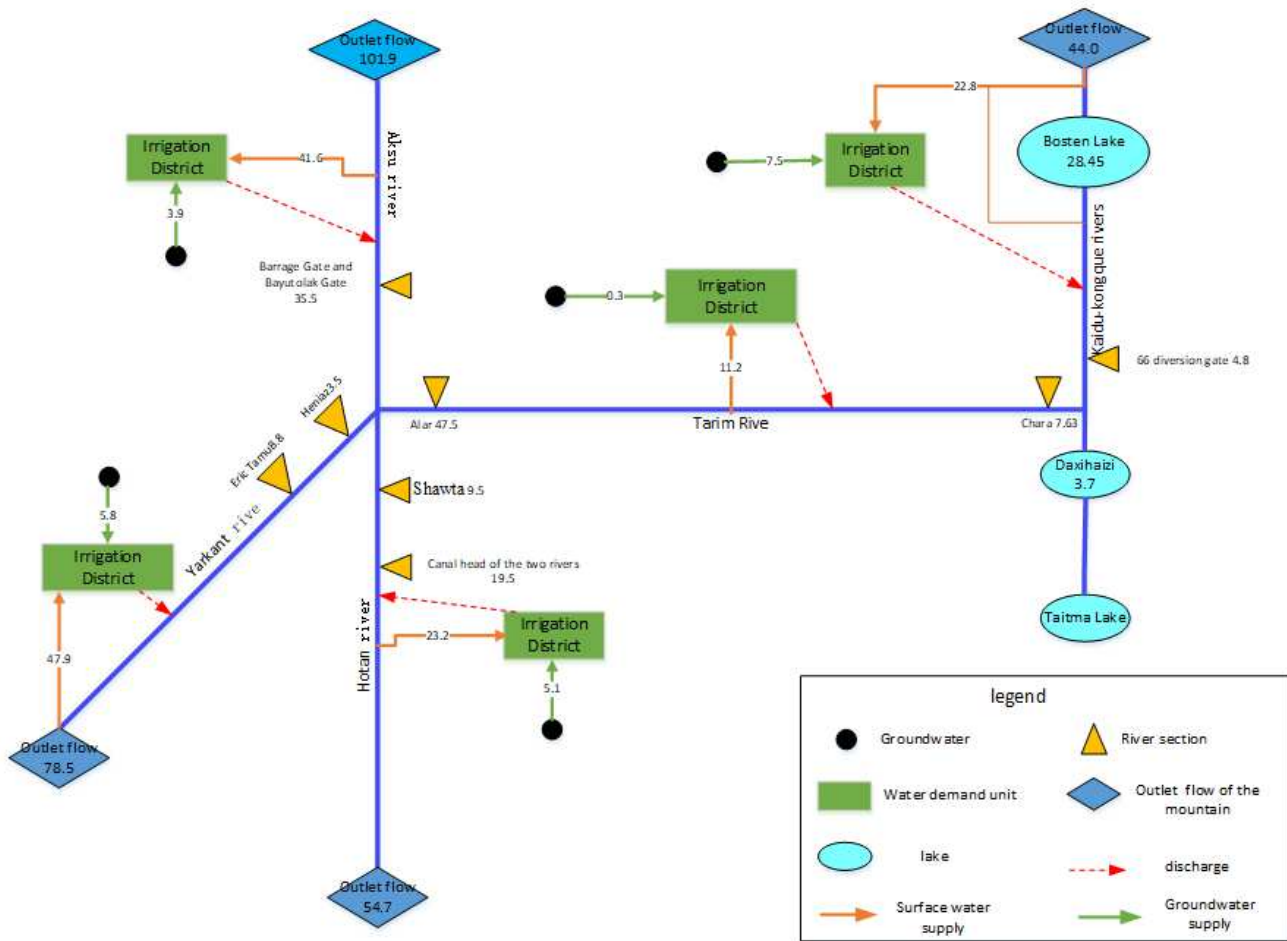 Outlet flow
101.9
Outlet flow
44.0
22.8
Irrigation
District
41.6
Aksu river
Irrigation
District
7.5
Bosten Lake
28.45
3.9
Barrage Gate and
Bayutolak Gate
35.5
Irrigation
District
0.3
Kaidu-kongque rivers
11.2
66 diversion gate 4.8
Heniaz3.5
Alar 47.5
Tarim Rive
Chara 7.63
Eric Tamu8.8
Shawta 9.5
Daxihaizi
3.7
5.8
Irrigation
District
Yarkant rive
Canal head of the two rivers
19.5
Taitma Lake
47.9
Hotan river
23.2
Irrigation
District
5.1
Outlet flow
78.5
Outlet flow
54.7
legend
Groundwater
River section
Water demand unit
Outlet flow of the
mountain
lake
discharge
Surface water
supply
Groundwater
supply